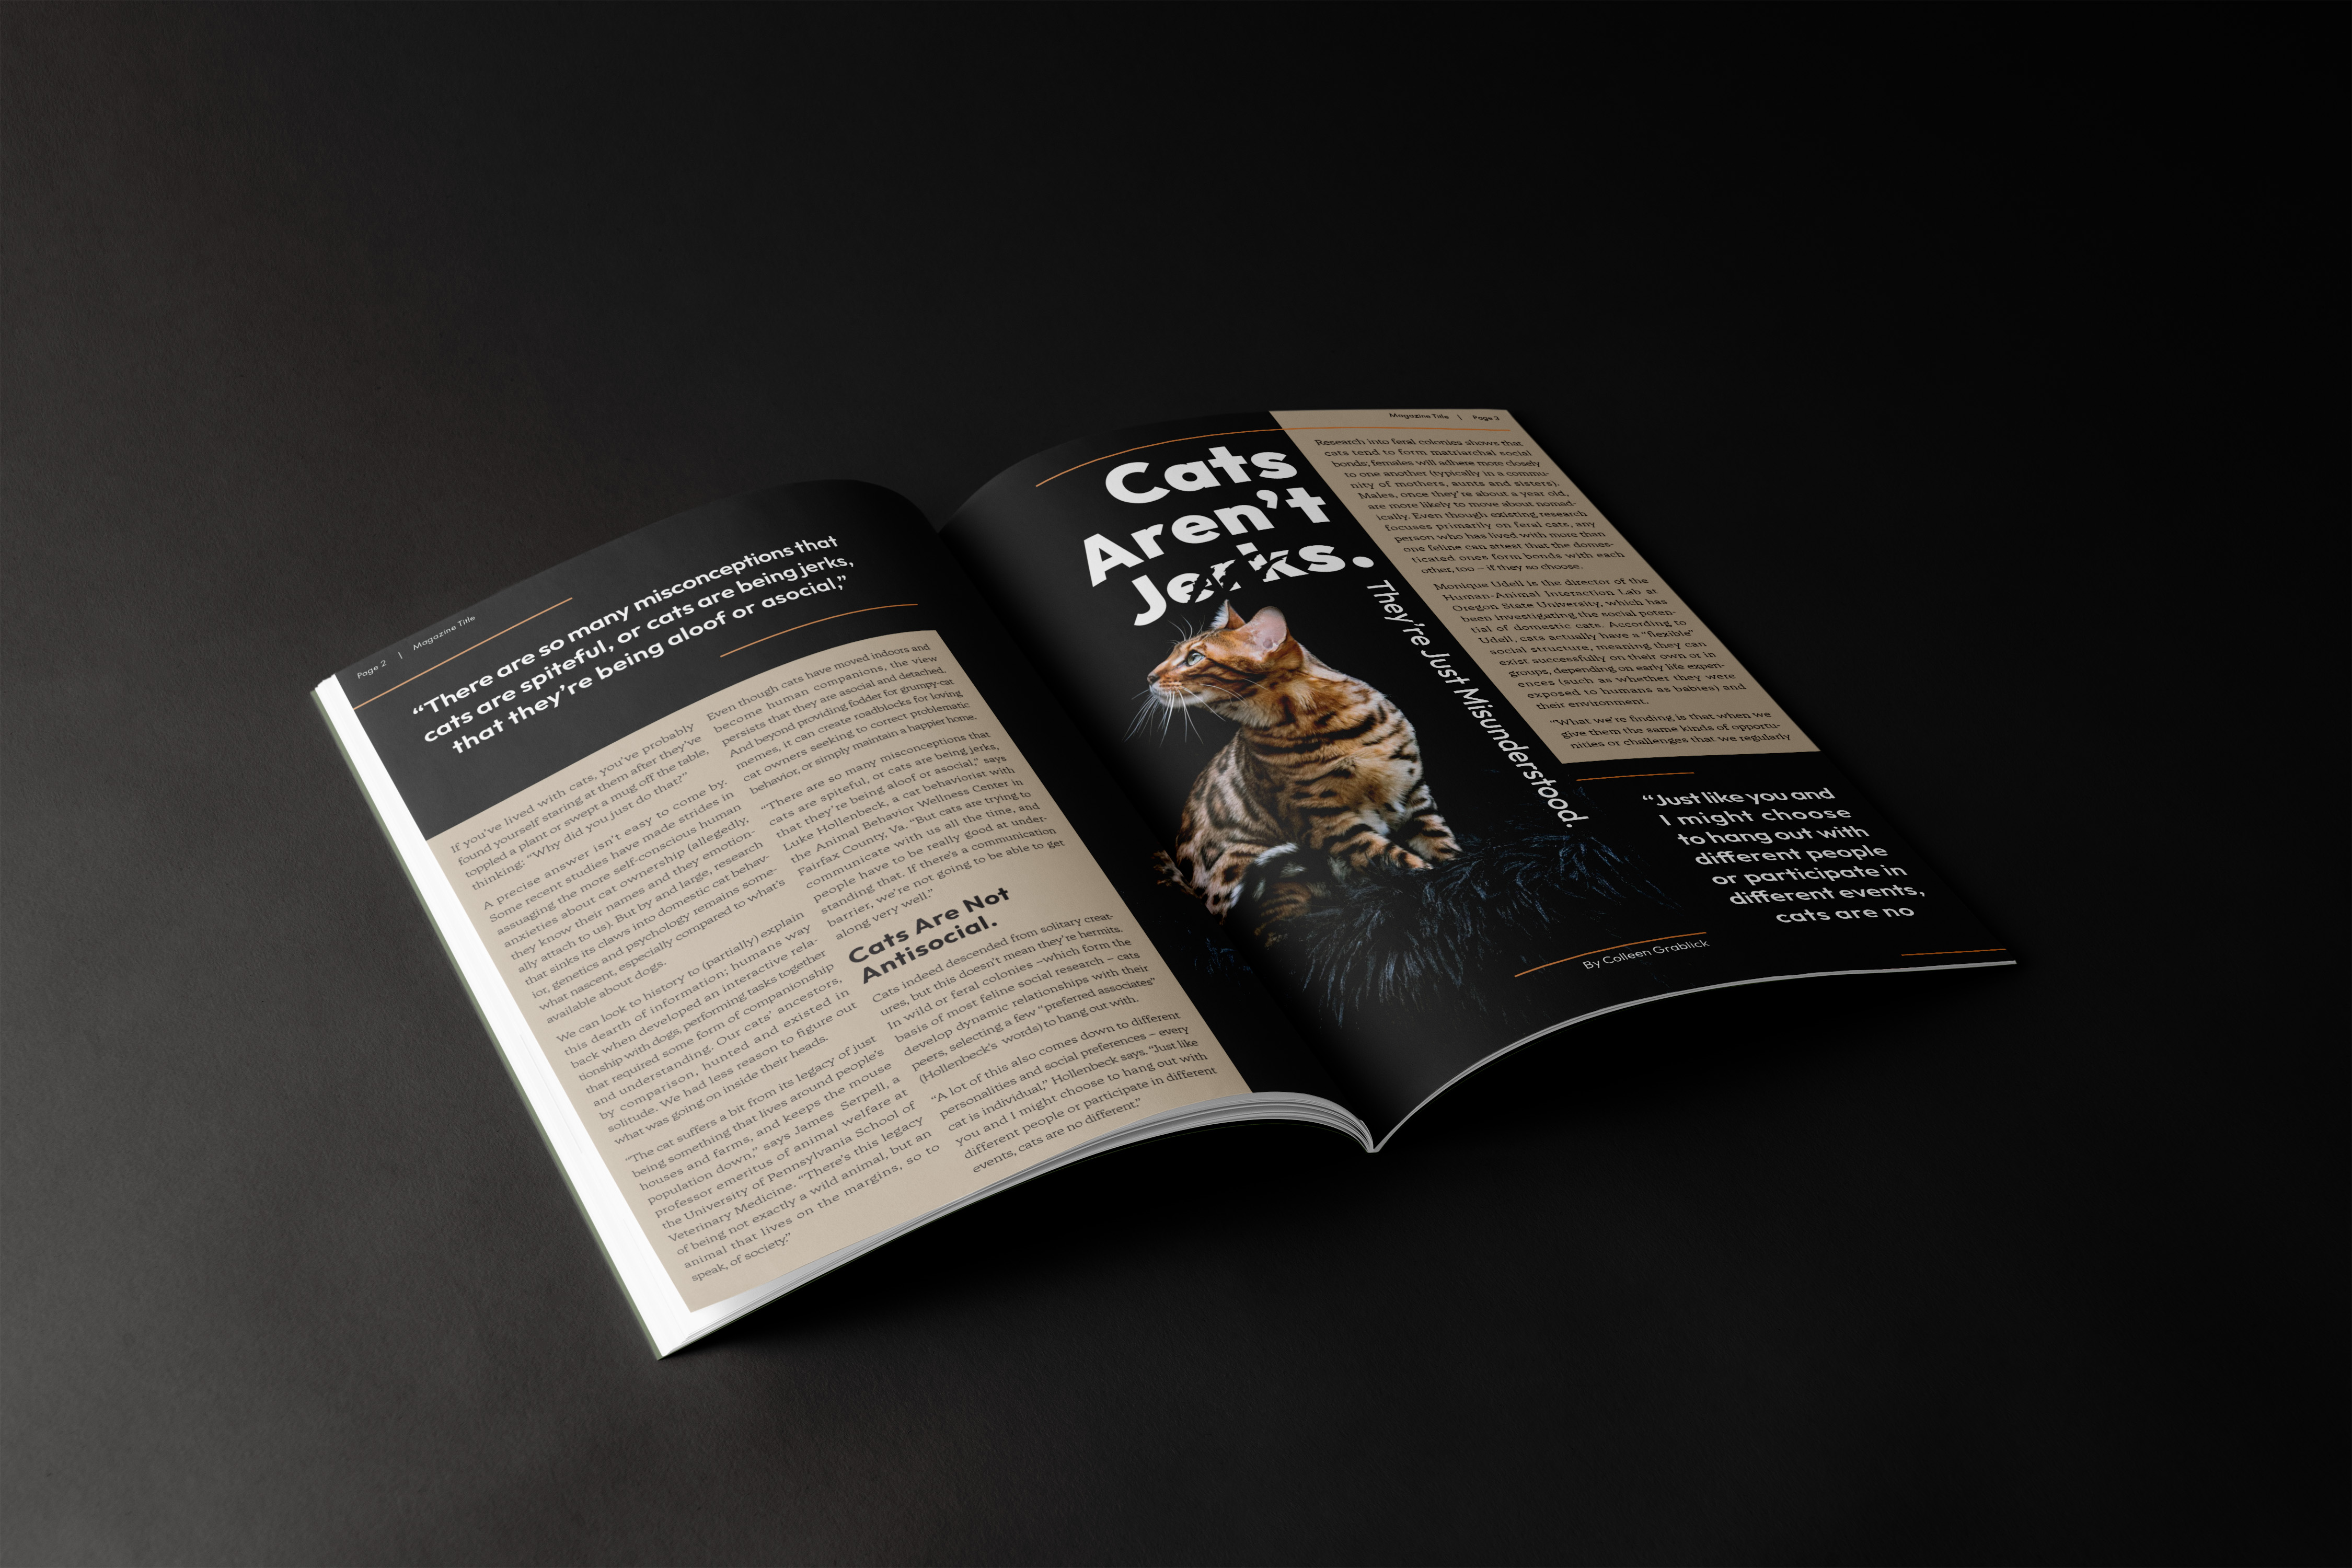 Page 2 | Magazine Title
“There are so many misconceptions that
cats are spiteful, or cats are being jerks,
that they’re being aloof or asocial,”
If you’ve lived with cats, you’ve probably
found yourself staring at them after they’ve
toppled a plant or swept a mug off the table,
thinking: “Why did you just do that?”
A precise answer isn’t easy to come by.
Some recent studies have made strides in
assuaging the more self-conscious human
anxieties about cat ownership (allegedly,
they know their names and they emotion-
ally attach to us). But by and large, research
that sinks its claws into domestic cat behav-
ior, genetics and psychology remains some-
what nascent, especially compared to what’s
available about dogs.
We can look to history to (partially) explain
this dearth of information; humans way
back when developed an interactive rela-
tionship with dogs, performing tasks together
that required some form of companionship
and understanding. Our cats’ ancestors,
by comparison, hunted and existed in
solitude. We had less reason to figure out
what was going on inside their heads.
“The cat suffers a bit from its legacy of just
being something that lives around people’s
houses and farms, and keeps the mouse
population down,” says James Serpell, a
professor emeritus of animal welfare at
the University of Pennsylvania School of
Veterinary Medicine. “There’s this legacy
of being not exactly a wild animal, but an
animal that lives on the margins, so to
speak, of society.”
Even though cats have moved indoors and
become human companions, the view
persists that they are asocial and detached.
And beyond providing fodder for grumpy-cat
memes, it can create roadblocks for loving
cat owners seeking to correct problematic
behavior, or simply maintain a happier home.
“There are so many misconceptions that
cats are spiteful, or cats are being jerks,
that they’re being aloof or asocial,” says
Luke Hollenbeck, a cat behaviorist with
the Animal Behavior Wellness Center in
Fairfax County, Va. “But cats are trying to
communicate with us all the time, and
people have to be really good at under-
standing that. If there’s a communication
barrier, we’re not going to be able to get
along very well.”
Cats Are Not
Antisocial.
Cats indeed descended from solitary creat-
ures, but this doesn’t mean they’re hermits.
In wild or feral colonies –which form the
basis of most feline social research – cats
develop dynamic relationships with their
peers, selecting a few “preferred associates”
(Hollenbeck’s words) to hang out with.
“A lot of this also comes down to different
personalities and social preferences – every
cat is individual,” Hollenbeck says. “Just like
you and I might choose to hang out with
different people or participate in different
events, cats are no different.”
Magazine Title | Page 3
Cats
Aren’t
Jerks.
They’re Just Misunderstood.
Research into feral colonies shows that
cats tend to form matriarchal social
bonds; females will adhere more closely
to one another (typically in a commu-
nity of mothers, aunts and sisters).
Males, once they’re about a year old,
are more likely to move about nomad-
ically. Even though existing research
focuses primarily on feral cats, any
person who has lived with more than
one feline can attest that the domes-
ticated ones form bonds with each
other, too – if they so choose.
Monique Udell is the director of the
Human-Animal Interaction Lab at
Oregon State University, which has
been investigating the social poten-
tial of domestic cats. According to
Udell, cats actually have a “flexible”
social structure, meaning they can
exist successfully on their own or in
groups, depending on early life experi-
ences (such as whether they were
exposed to humans as babies) and
their environment.
“What we’re finding is that when we
give them the same kinds of opportu-
nities or challenges that we regularly
“Just like you and
I might choose
to hang out with
different people
or participate in
different events,
cats are no
By Colleen Grablick